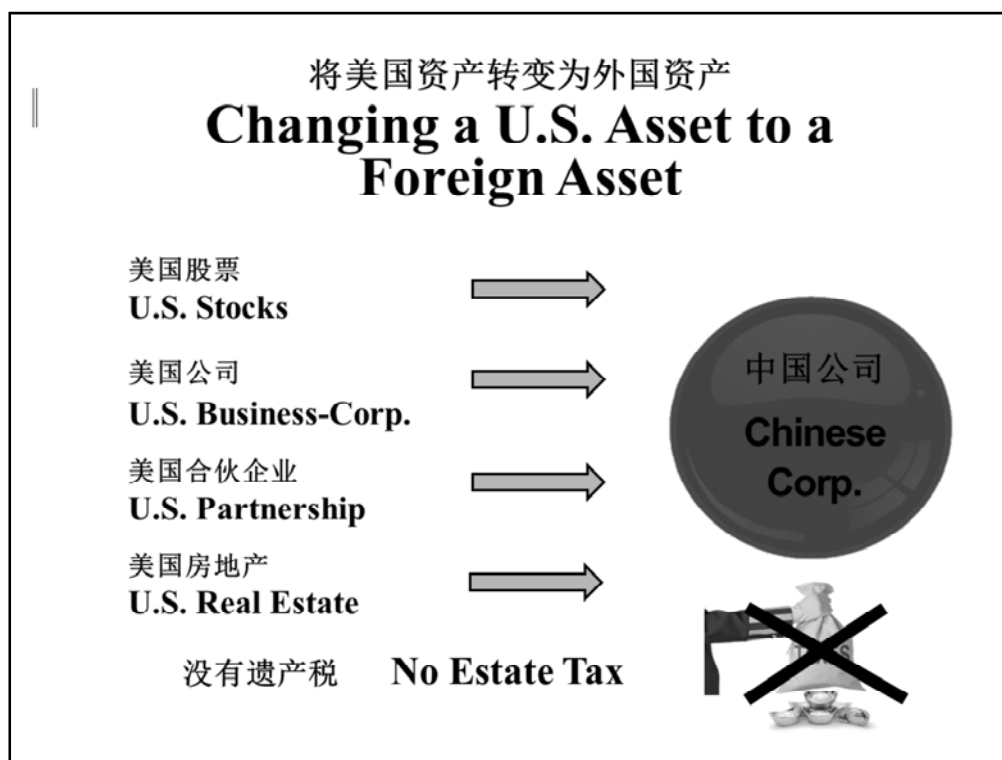 将美国资产转变为外国资产
Changing a U.S. Asset to a
Foreign Asset
美国股票
U.S. Stocks
美国公司
U.S. Business-Corp.
美国合伙企业
U.S. Partnership
美国房地产
U.S. Real Estate
中国公司
Chinese
Corp.
没有遗产税 No Estate Tax